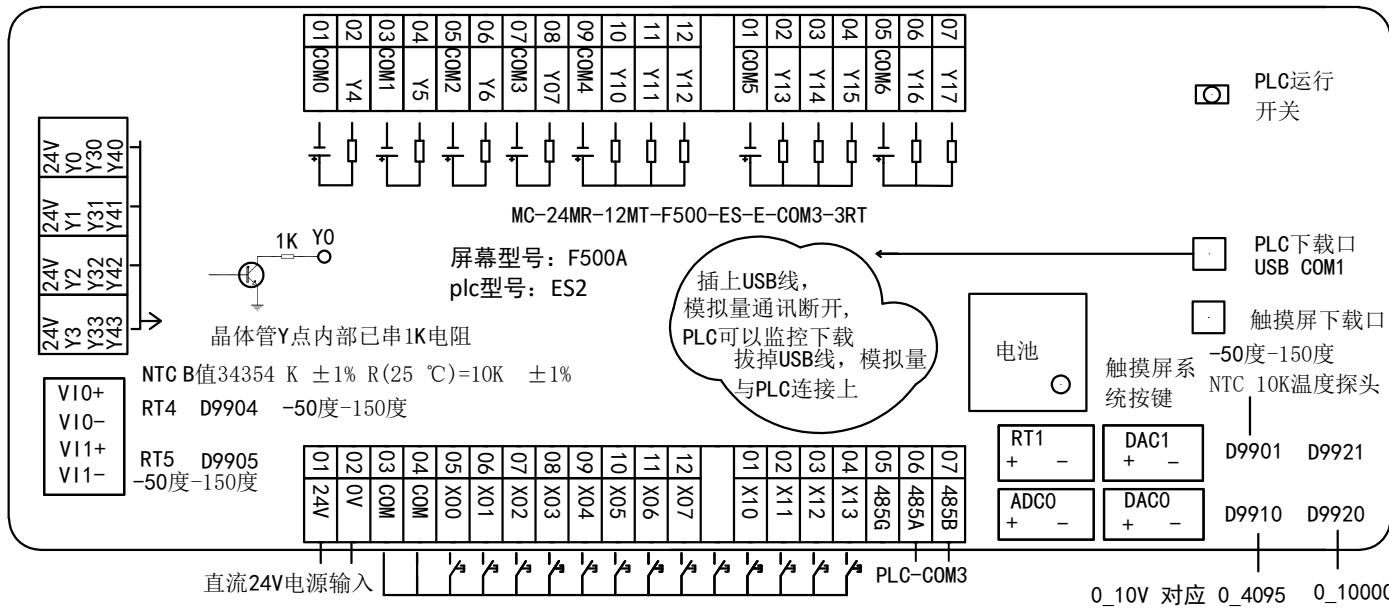 01 02 03 04 05 06 07 08 09 10 11 12 01 02 03 04 05 06 07
COM0 Y4 COM1 Y5 COM2 Y6 COM3 Y07 COM4 Y10 Y11 Y12 COM5 Y13 Y14 Y15 COM6 Y16 Y17
PLC运行
开关
24V Y0 Y30 Y40
24V Y1 Y31 Y41
24V Y2 Y32 Y42
24V Y3 Y33 Y43
MC-24MR-12MT-F500-ES-E-COM3-3RT
1K Y0
屏幕型号: F500A
plc型号: ES2
晶体管Y点内部已串1K电阻
插上USB线，
模拟量通讯断开,
PLC可以监控下载
拔掉USB线，模拟量
与PLC连接上
PLC下载口
USB COM1
触摸屏下载口
电池
触摸屏系
统按键
-50度-150度
NTC 10K温度探头
NTC B值34354 K ±1% R(25 ℃)=10K ±1%
RT4 D9904 -50度-150度
RT5 D9905
-50度-150度
VI0+
VI0-
VI1+
VI1-
RT1
+ -
DAC1
+ -
D9901 D9921
ADC0
+ -
DAC0
+ -
D9910 D9920
01 02 03 04 05 06 07 08 09 10 11 12 01 02 03 04 05 06 07
24V 0V COM COM X00 X01 X02 X03 X04 X05 X06 X07 X10 X11 X12 X13 485G 485A 485B
直流24V电源输入
PLC-COM3
0_10V 对应 0_4095 0_10000